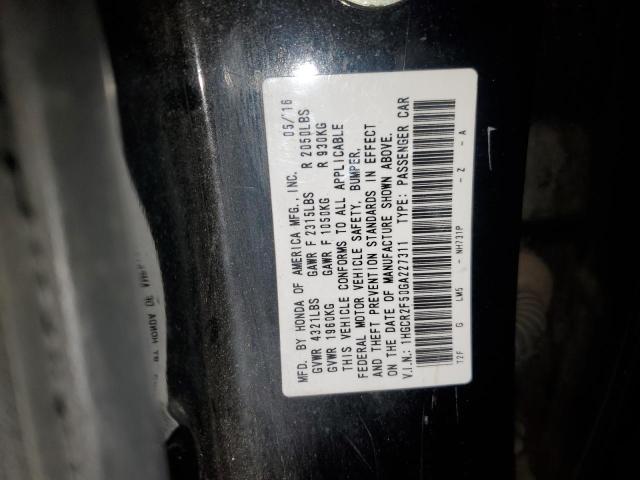 MFD. BY HONDA OF AMERICA MFG., INC. 05/16
GVWR 4321LBS GAWR F 2315LBS R 2050LBS
GVWR 1960KG GAWR F 1050KG R 930KG
THIS VEHICLE CONFORMS TO ALL APPLICABLE
FEDERAL MOTOR VEHICLE SAFETY, BUMPER,
AND THEFT PREVENTION STANDARDS IN EFFECT
ON THE DATE OF MANUFACTURE SHOWN ABOVE.
V.I.N.: 1HGCR2F50GA227311 TYPE: PASSENGER CAR
T2F G LM5 - NH731P - Z - A